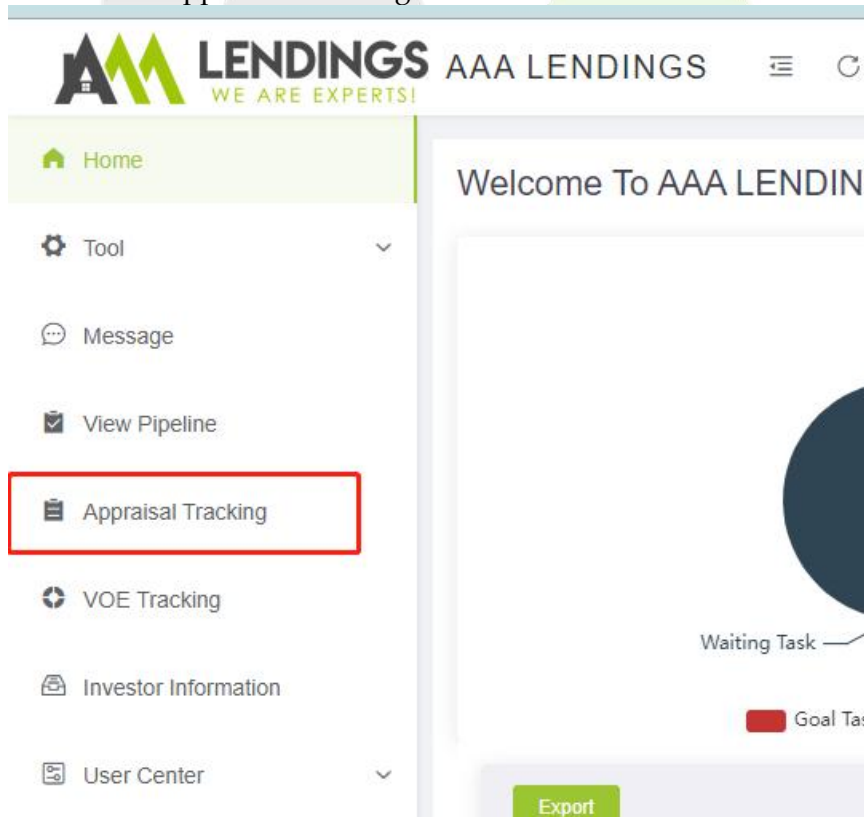 LENDINGS
WE ARE EXPERTS!
AAA LENDINGS
Home
Welcome To AAA LENDIN
Tool
Message
View Pipeline
Appraisal Tracking
VOE Tracking
Waiting Task
Investor Information
Goal Tas
User Center
Export